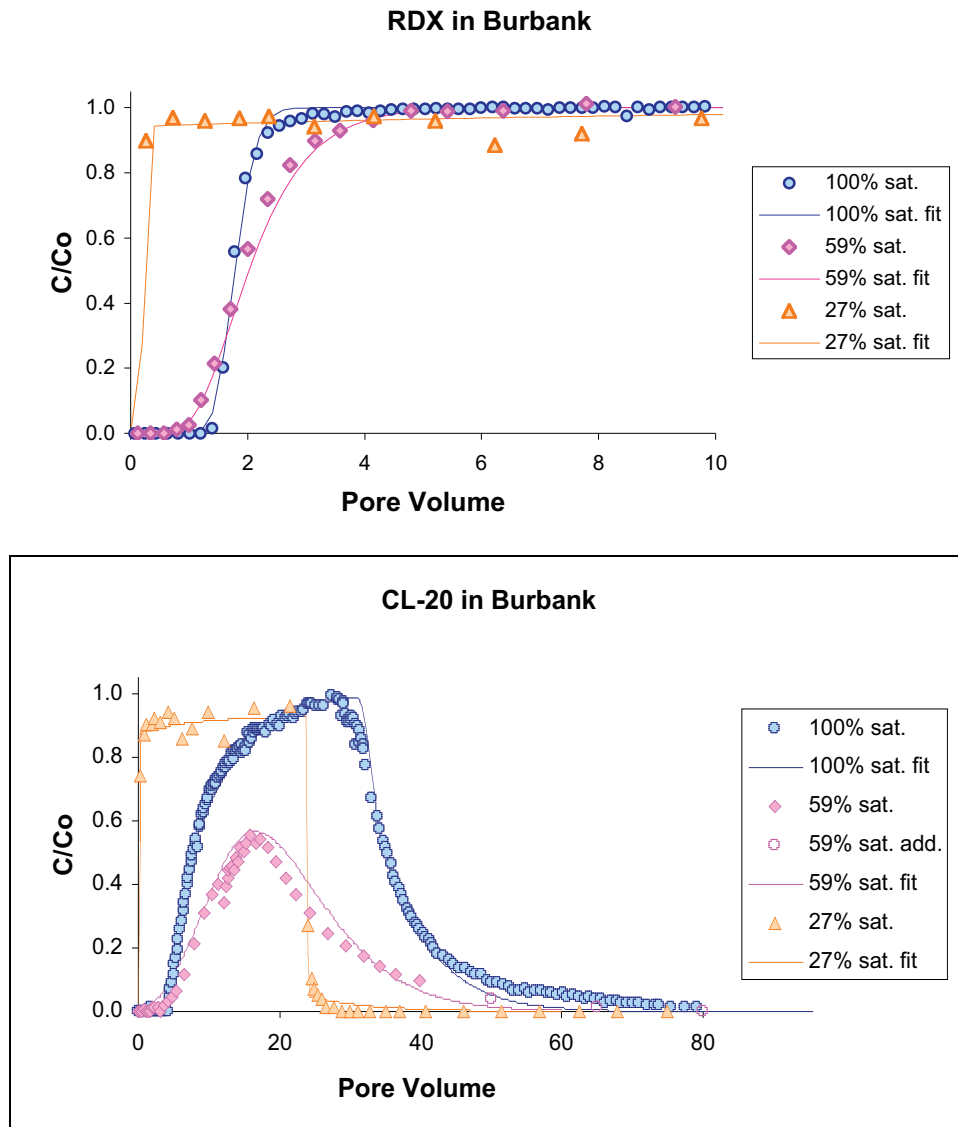 RDX in Burbank
1.0
0.8
0.6
0.4
0.2
0.0
C/Co
0 2 4 6 8 10
Pore Volume
100% sat.
100% sat. fit
59% sat.
59% sat. fit
27% sat.
27% sat. fit
CL-20 in Burbank
1.0
0.8
0.6
0.4
0.2
0.0
C/Co
0 20 40 60 80
Pore Volume
100% sat.
100% sat. fit
59% sat.
59% sat. add.
59% sat. fit
27% sat.
27% sat. fit